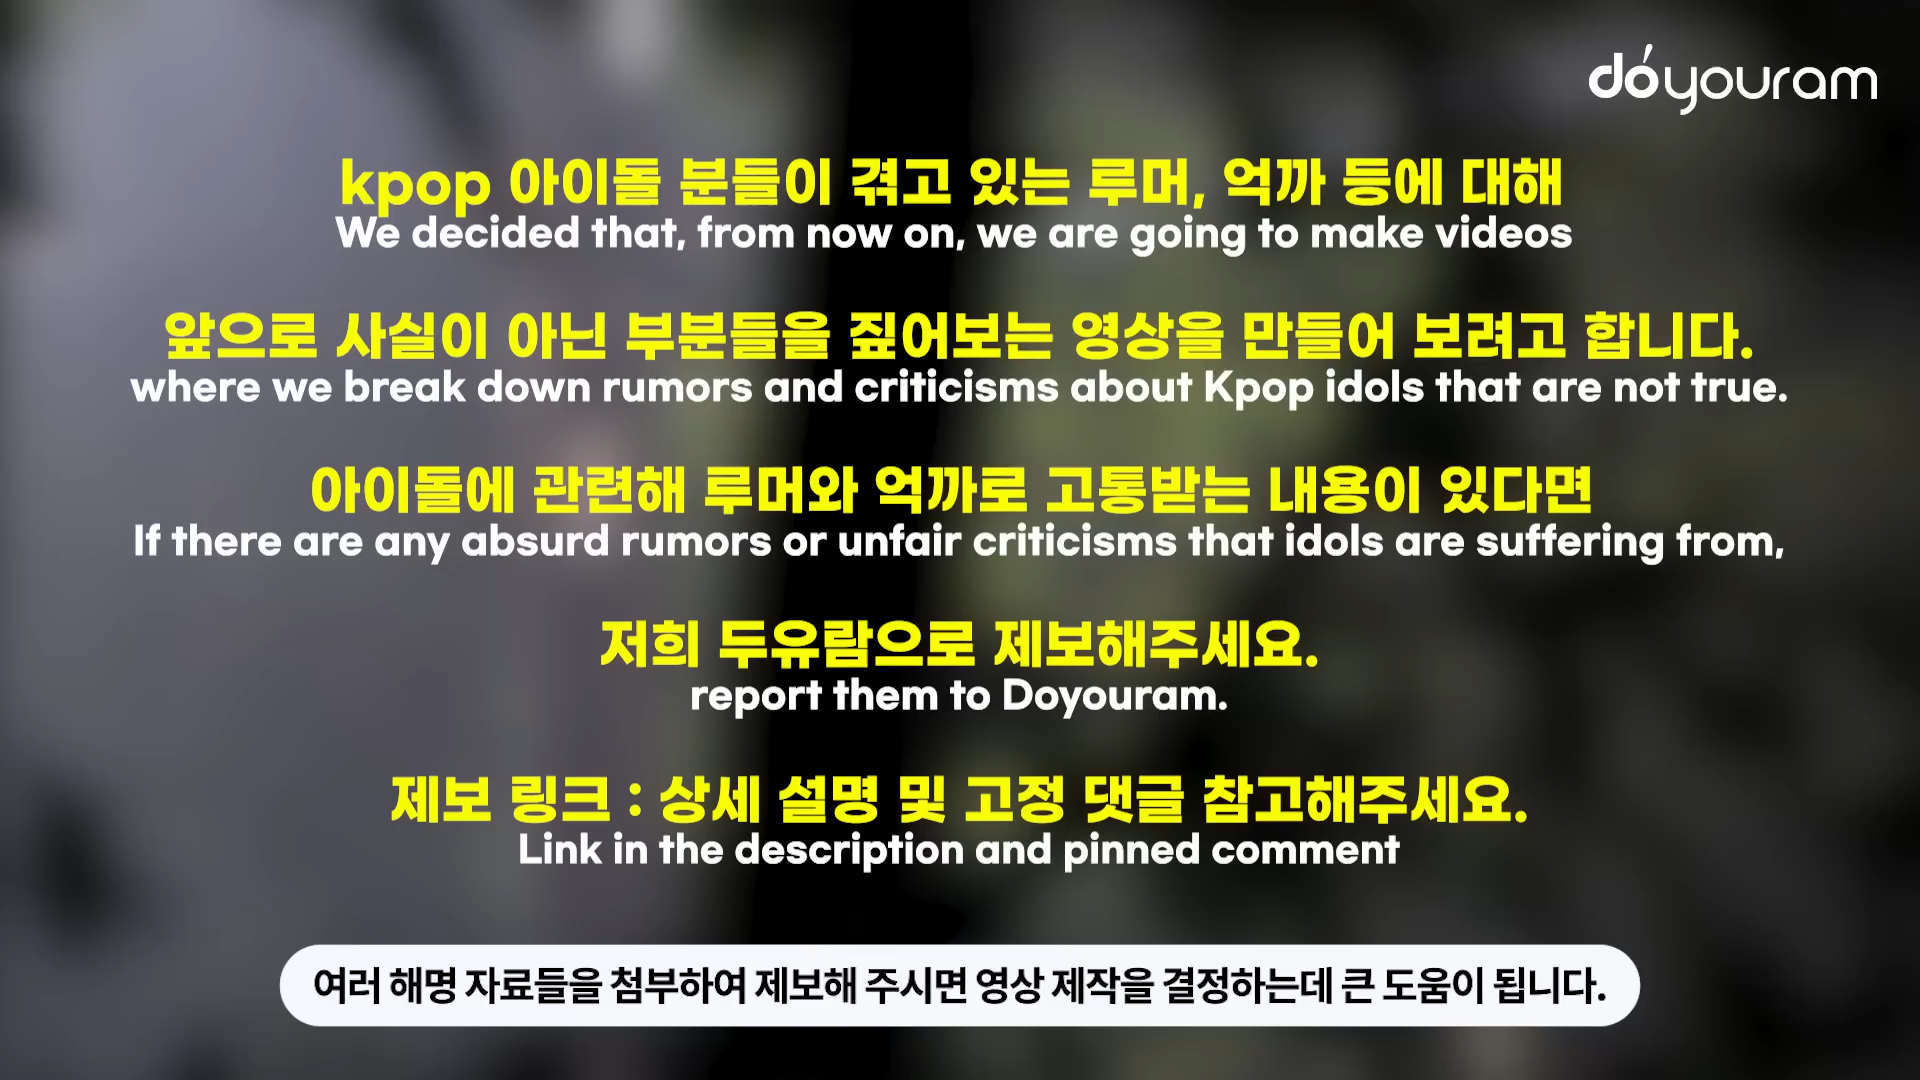 dóyouram
kpop 아이돌 분들이 겪고 있는 루머, 억까 등에 대해
We decided that, from now on, we are going to make videos
앞으로 사실이 아닌 부분들을 짚어보는 영상을 만들어 보려고 합니다.
where we break down rumors and criticisms about Kpop idols that are not true.
아이돌에 관련해 루머와 억까로 고통받는 내용이 있다면
If there are any absurd rumors or unfair criticisms that idols are suffering from,
저희 두유람으로 제보해주세요.
report them to Doyouram.
제보 링크 : 상세 설명 및 고정 댓글 참고해주세요.
Link in the description and pinned comment
여러 해명 자료들을 첨부하여 제보해 주시면 영상 제작을 결정하는데 큰 도움이 됩니다.